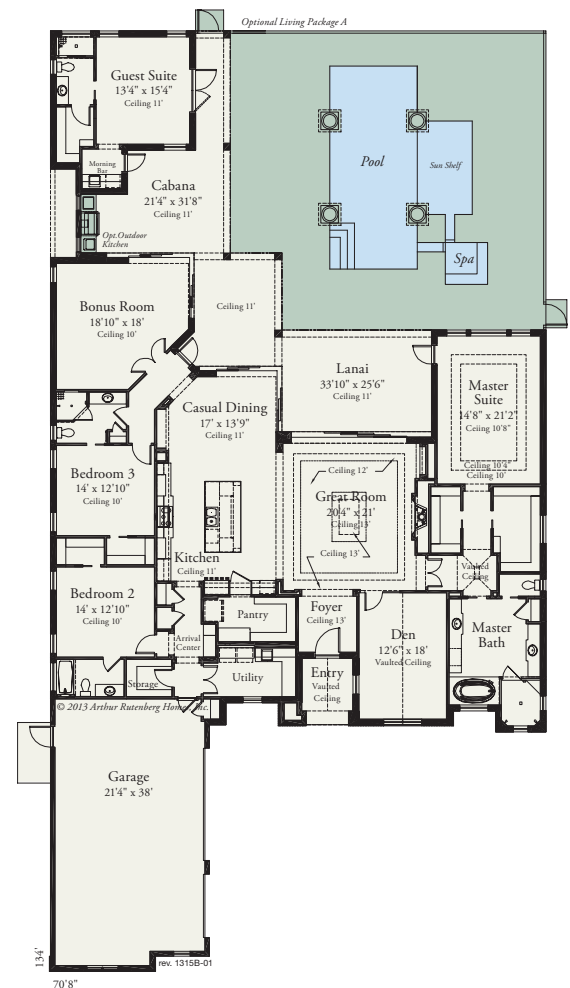 Optional Living Package A
Guest Suite
13'4" x 15'4"
Ceiling 11'
Morning
Bar
Cabana
21'4" x 31'8"
Ceiling 11'
Opt.Outdoor
Kitchen
Pool
Sun Shelf
Spa
Bonus Room
18'10" x 18'
Ceiling 10'
Ceiling 11'
Lanai
33'10" x 25'6"
Ceiling 11'
Master
Suite
14'8" x 21'2"
Ceiing 10'8"
Ceiling 10'4"
Ceiling 10'
Casual Dining
17' x 13'9"
Ceiling 11'
Bedroom 3
14' x 12'10"
Ceiling 10'
Ceiling 12'
Great Room
20'4" x 21'
Ceiling 13'
Ceiling 13'
Kitchen
Ceiling 11'
Vaulted
Ceiling
Bedroom 2
14' x 12'10"
Ceiling 10'
Pantry
Foyer
Ceiling 13'
Arrival
Center
Den
12'6" x 18'
Vaulted Ceiling
Master
Bath
Storage
Utility
Entry
Vaulted
Ceiling
© 2013 Arthur Rutenberg Homes, Inc.
Garage
21'4" x 38'
134'
rev. 1315B-01
70'8"